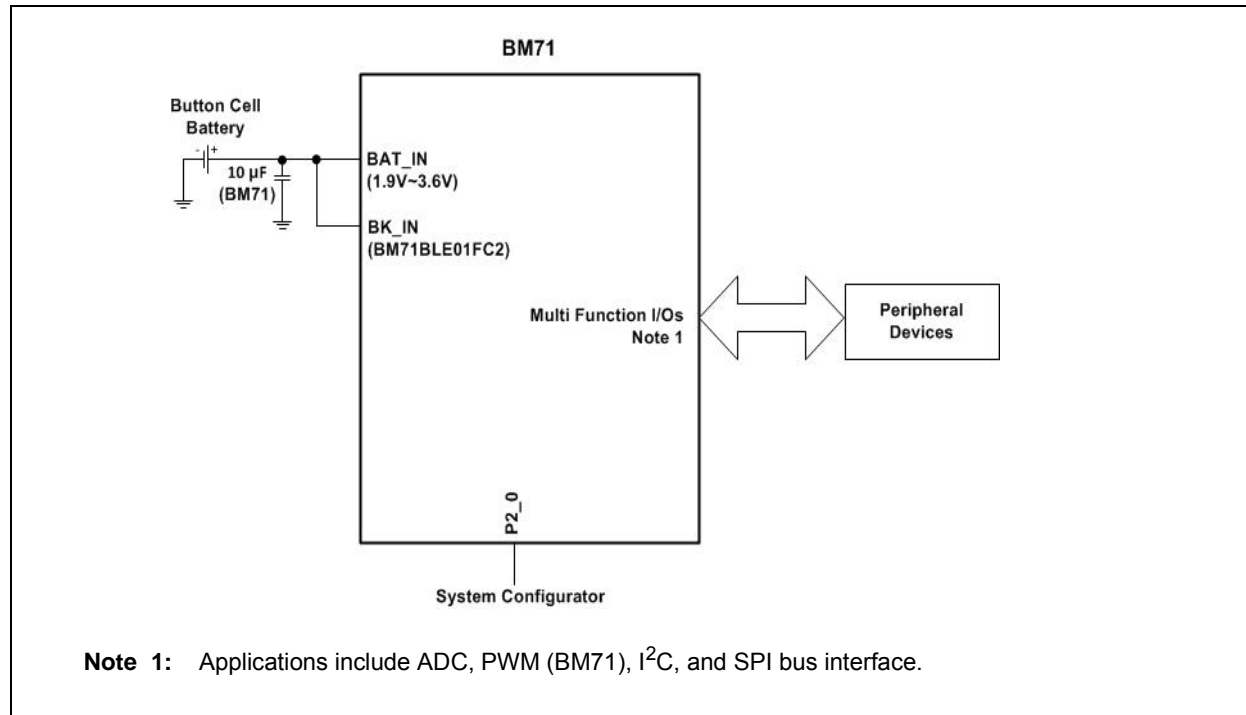 BM71
Button Cell
Battery
- +
10 µF
(BM71)
BAT_IN
(1.9V~3.6V)
BK_IN
(BM71BLE01FC2)
Multi Function I/Os
Note 1
Peripheral
Devices
P2_0
System Configurator
Note 1: Applications include ADC, PWM (BM71), I²C, and SPI bus interface.